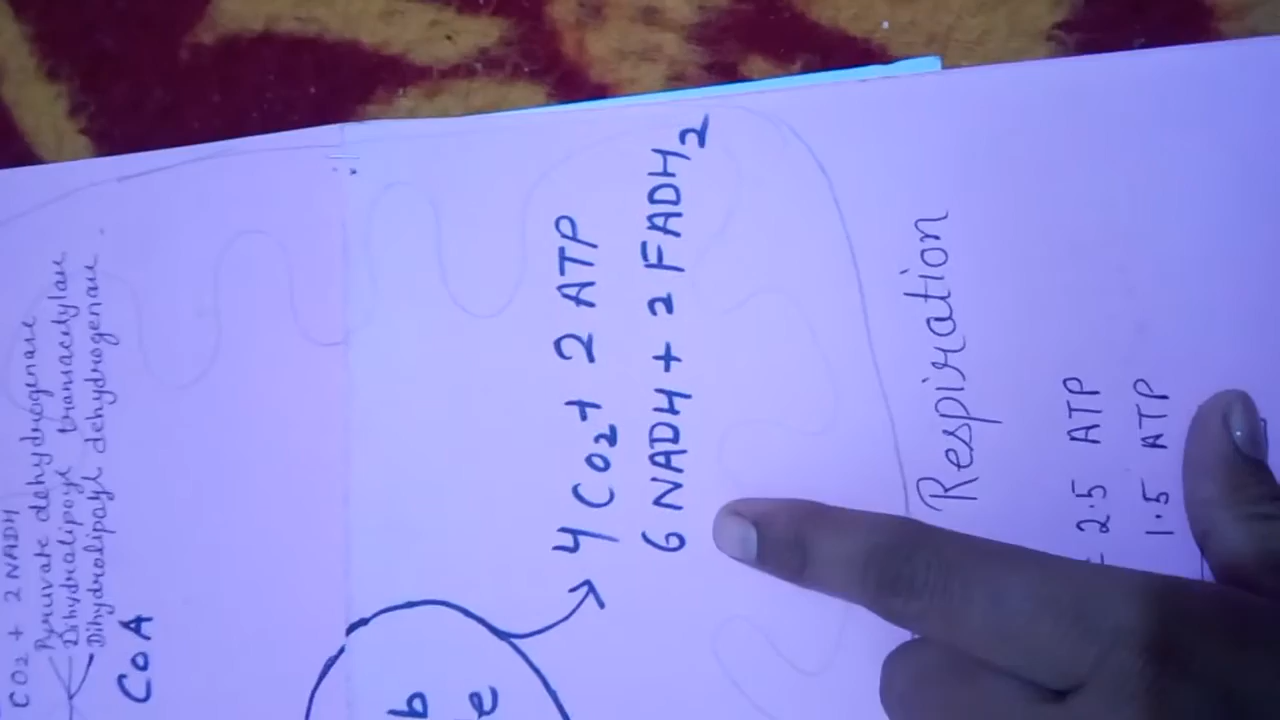 CO2 + 2 NADH
Pyruvate dehydrogenase
Dihydrolipoyl transacetylase
Dihydrolipoyl dehydrogenase
CoA
4 CO2 + 2 ATP
6 NADH + 2 FADH2
Respiration
= 2.5 ATP
1.5 ATP